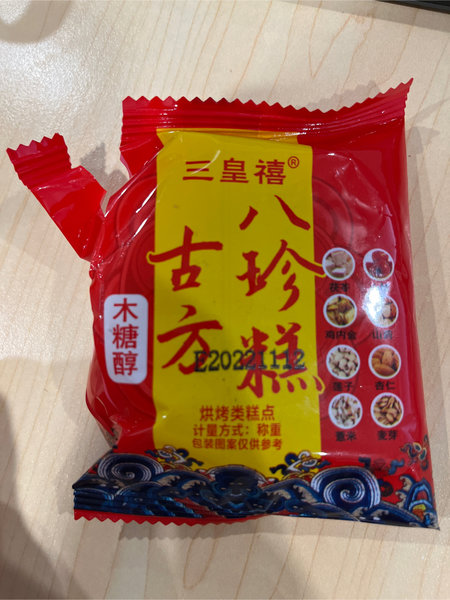 三皇禧®
古方
八珍糕
木糖醇
E20221112
茯苓
鸡内金
山楂
莲子
杏仁
薏米
麦芽
烘烤类糕点
计量方式：称重
包装图案仅供参考